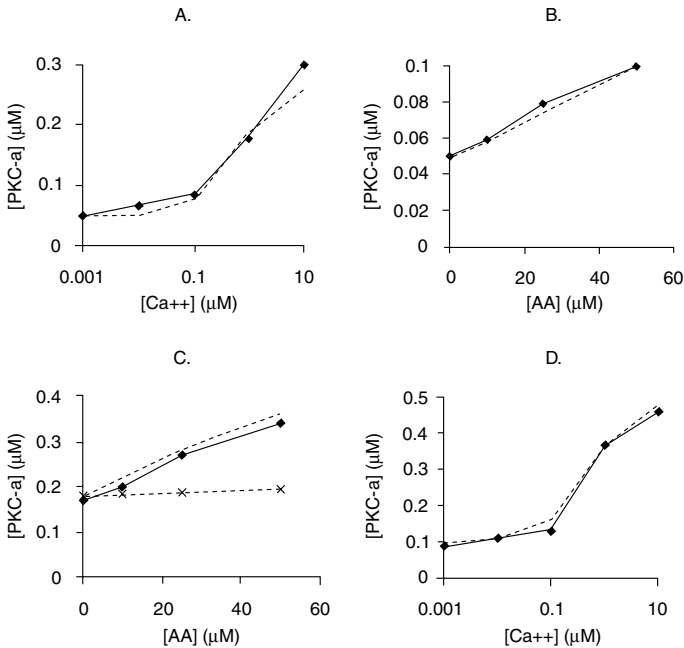 A.
[PKC-a] (μM)
0.3
0.2
0.1
0
0.001
0.1
10
[Ca++] (μM)
B.
[PKC-a] (μM)
0.1
0.08
0.06
0.04
0.02
0
0
20
40
60
[AA] (μM)
C.
[PKC-a] (μM)
0.4
0.3
0.2
0.1
0
0
20
40
60
[AA] (μM)
D.
[PKC-a] (μM)
0.5
0.4
0.3
0.2
0.1
0
0.001
0.1
10
[Ca++] (μM)